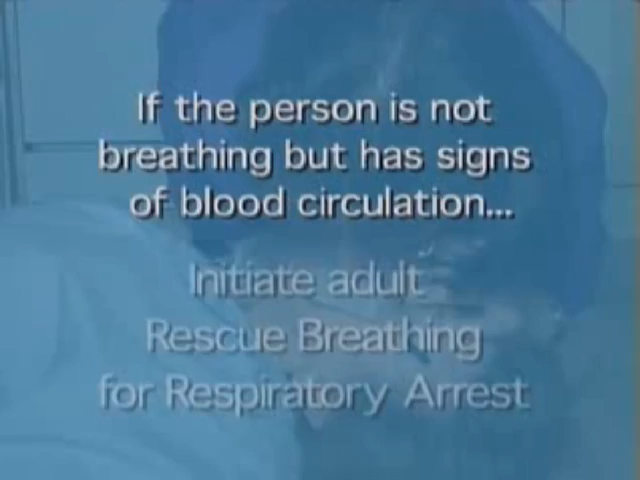 If the person is not
breathing but has signs
of blood circulation...
Initiate adult
Rescue Breathing
for Respiratory Arrest